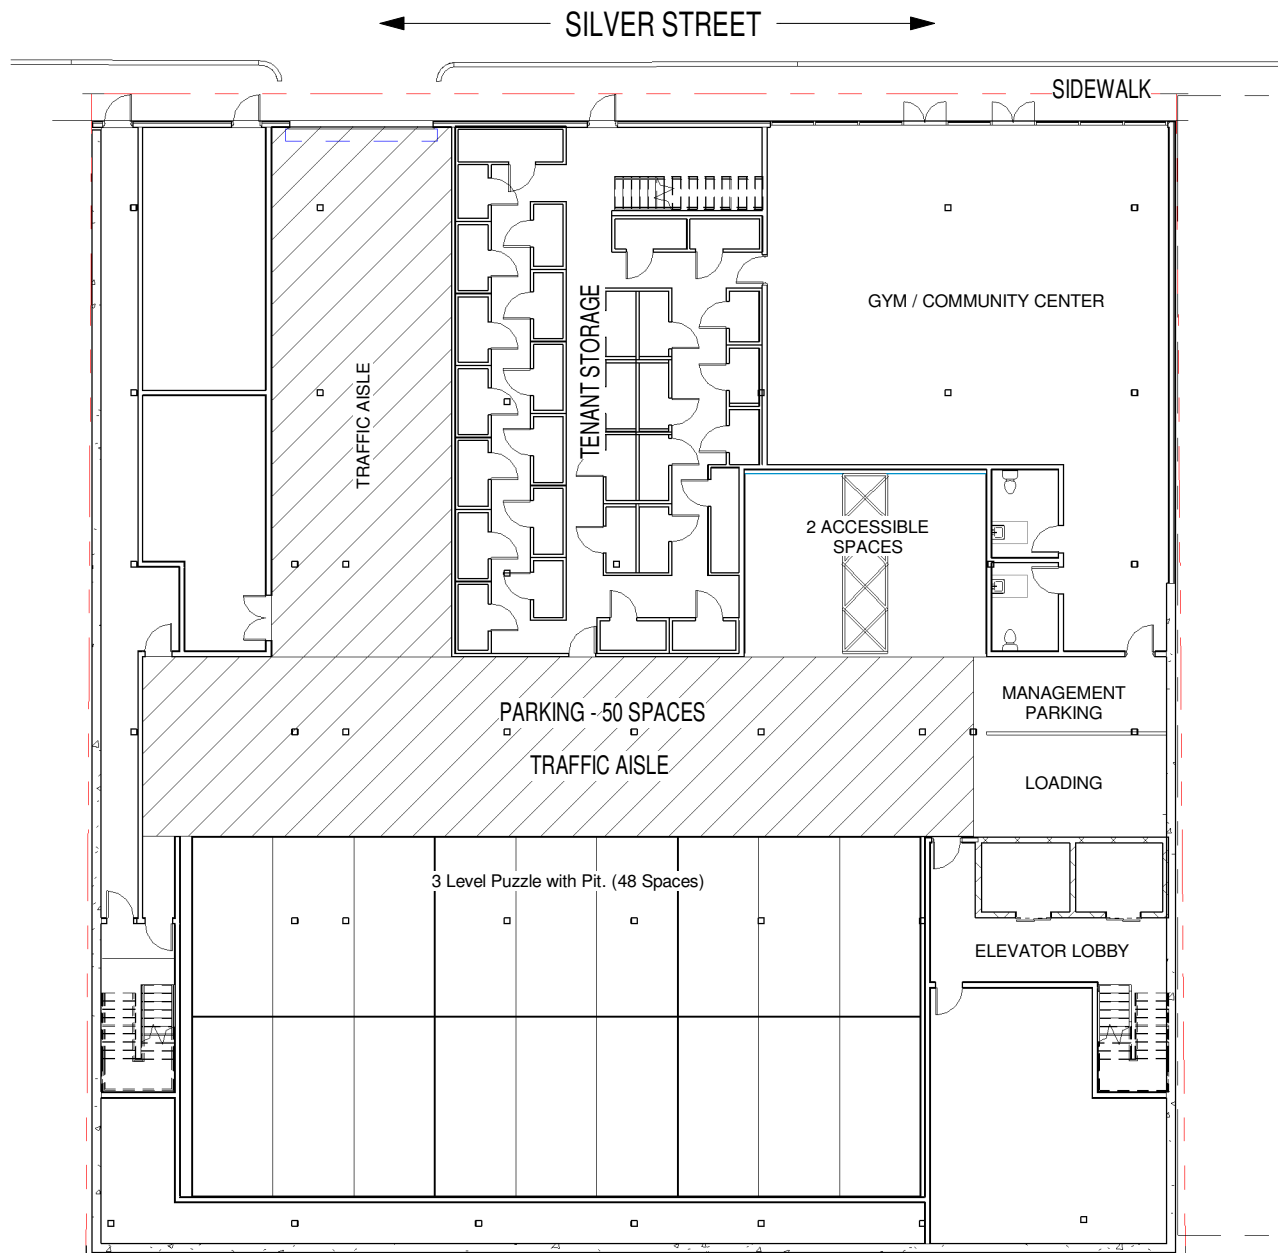 SILVER STREET
SIDEWALK
GYM / COMMUNITY CENTER
TENANT STORAGE
TRAFFIC AISLE
2 ACCESSIBLE
SPACES
MANAGEMENT
PARKING
PARKING - 50 SPACES
TRAFFIC AISLE
LOADING
3 Level Puzzle with Pit. (48 Spaces)
ELEVATOR LOBBY